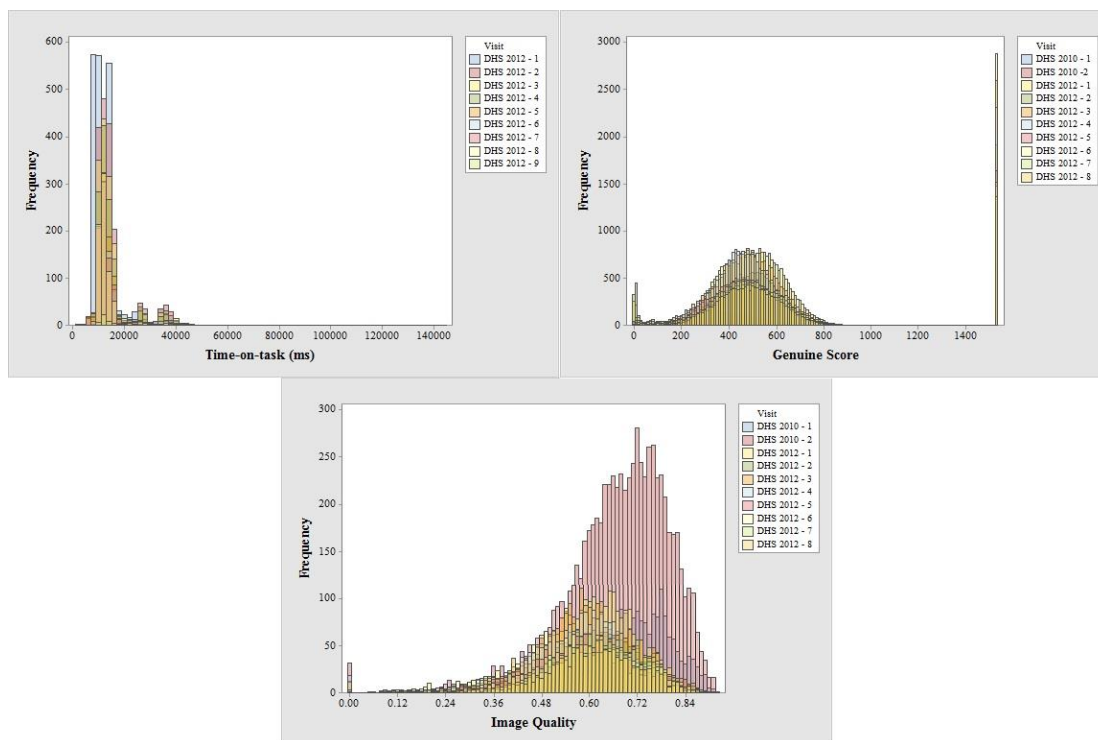 600
500
400
300
200
100
0
Frequency
0 20000 40000 60000 80000 100000 120000 140000
Time-on-task (ms)
Visit
DHS 2012 - 1
DHS 2012 - 2
DHS 2012 - 3
DHS 2012 - 4
DHS 2012 - 5
DHS 2012 - 6
DHS 2012 - 7
DHS 2012 - 8
DHS 2012 - 9
3000
2500
2000
1500
1000
500
0
Frequency
0 200 400 600 800 1000 1200 1400
Genuine Score
Visit
DHS 2010 - 1
DHS 2010 -2
DHS 2012 - 1
DHS 2012 - 2
DHS 2012 - 3
DHS 2012 - 4
DHS 2012 - 5
DHS 2012 - 6
DHS 2012 - 7
DHS 2012 - 8
300
250
200
150
100
50
0
Frequency
0.00 0.12 0.24 0.36 0.48 0.60 0.72 0.84
Image Quality
Visit
DHS 2010 - 1
DHS 2010 - 2
DHS 2012 - 1
DHS 2012 - 2
DHS 2012 - 3
DHS 2012 - 4
DHS 2012 - 5
DHS 2012 - 6
DHS 2012 - 7
DHS 2012 - 8